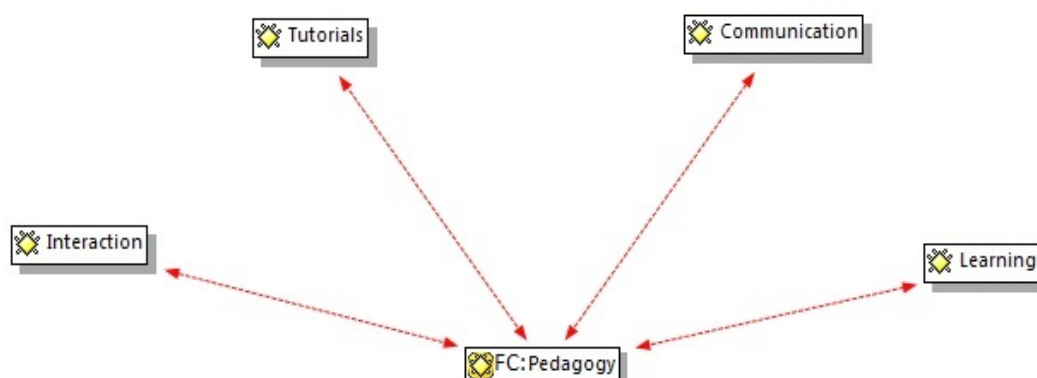 Tutorials
Communication
Interaction
Learning
FC:Pedagogy